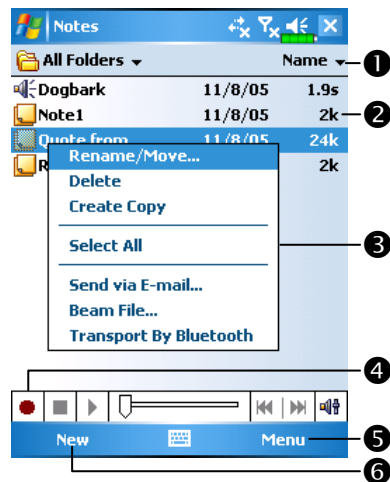 Notes
All Folders Name
Dogbark 11/8/05 1.9s
Note1 11/8/05 2k
Quote from 11/8/05 24k
R 2k
Rename/Move...
Delete
Create Copy
Select All
Send via E-mail...
Beam File...
Transport By Bluetooth
New Menu
1
2
3
4
5
6